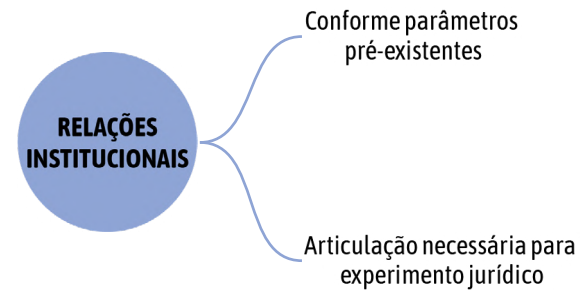 Conforme parâmetros
pré-existentes
RELAÇÕES
INSTITUCIONAIS
Articulação necessária para
experimento jurídico